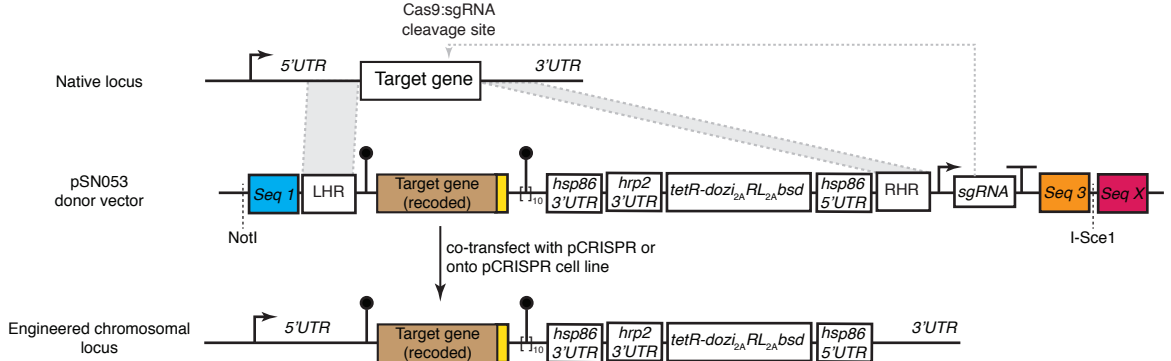 Cas9:sgRNA
cleavage site
Native locus
5'UTR
Target gene
3'UTR
pSN053
donor vector
Seq 1
LHR
Target gene
(recoded)
[ ]10
hsp86
3'UTR
hrp2
3'UTR
tetR-dozi2ARL2Absd
hsp86
5'UTR
RHR
sgRNA
Seq 3
Seq X
NotI
I-Sce1
co-transfect with pCRISPR or
onto pCRISPR cell line
Engineered chromosomal
locus
5'UTR
Target gene
(recoded)
[ ]10
hsp86
3'UTR
hrp2
3'UTR
tetR-dozi2ARL2Absd
hsp86
5'UTR
3'UTR